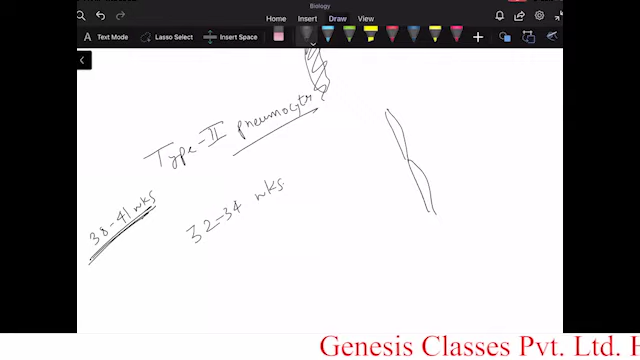 Biology
Home Insert Draw View
Text Mode Lasso Select Insert Space
Type-II pneumocyte
38-41 wks
32-34 wks.
Genesis Classes Pvt. Ltd.